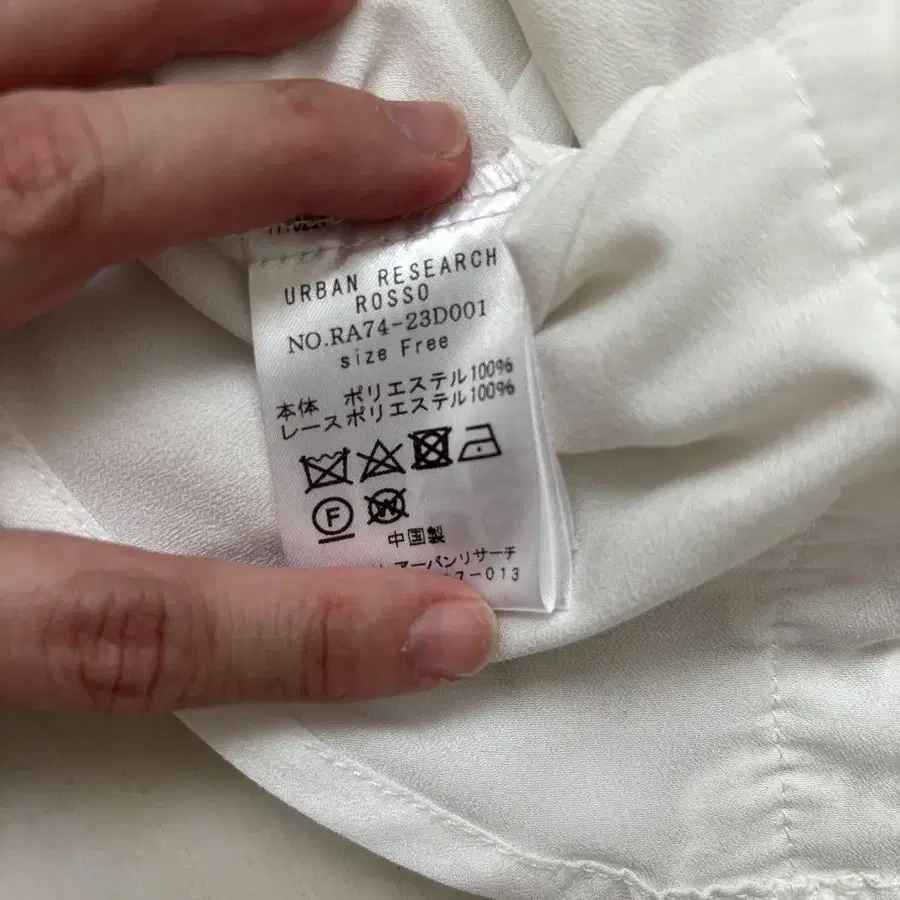 URBAN RESEARCH
ROSSO
NO.RA74-23D001
size Free
本体 ポリエステル100%
レースポリエステル100%
F
W
中国製
アーバンリサーチ
7-013